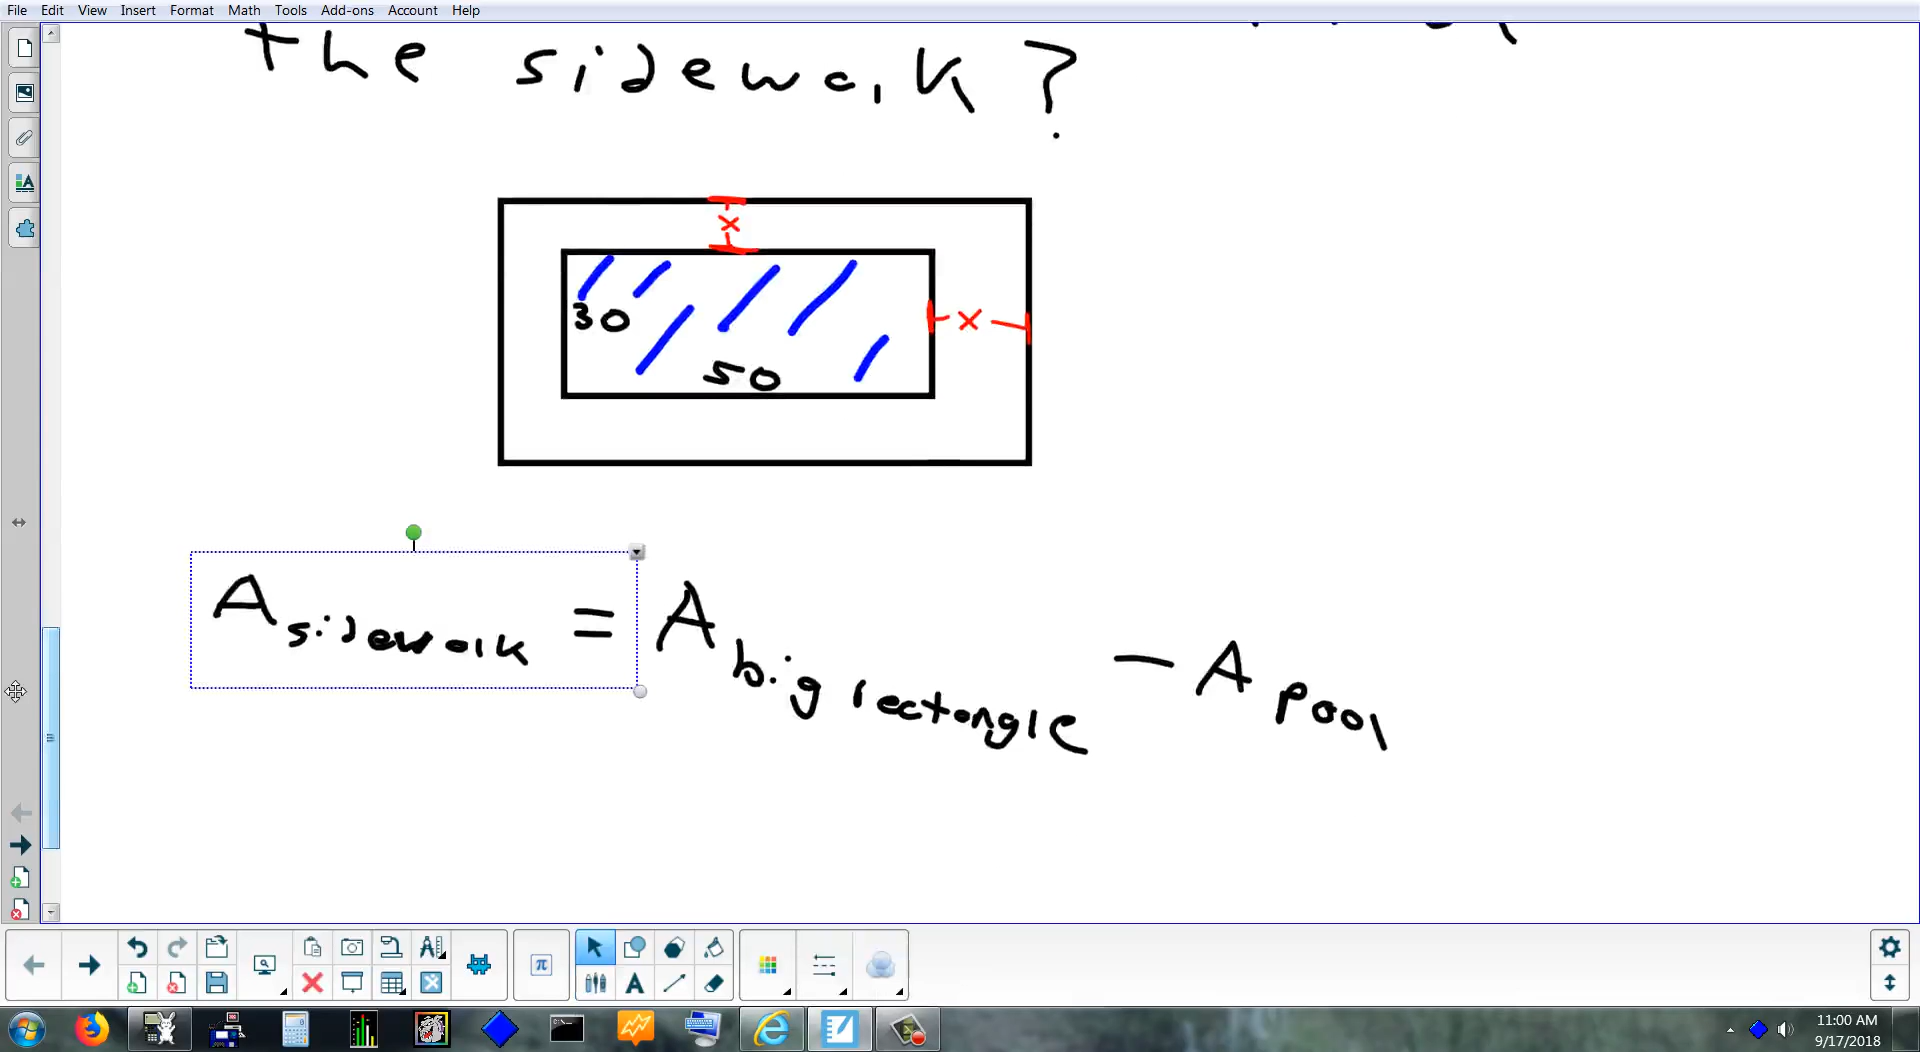 File Edit View Insert Format Math Tools Add-ons Account Help
the sidewalk ?
x
30
x
50
A sidewalk = A big rectangle - A pool
π
A
11:00 AM
9/17/2018